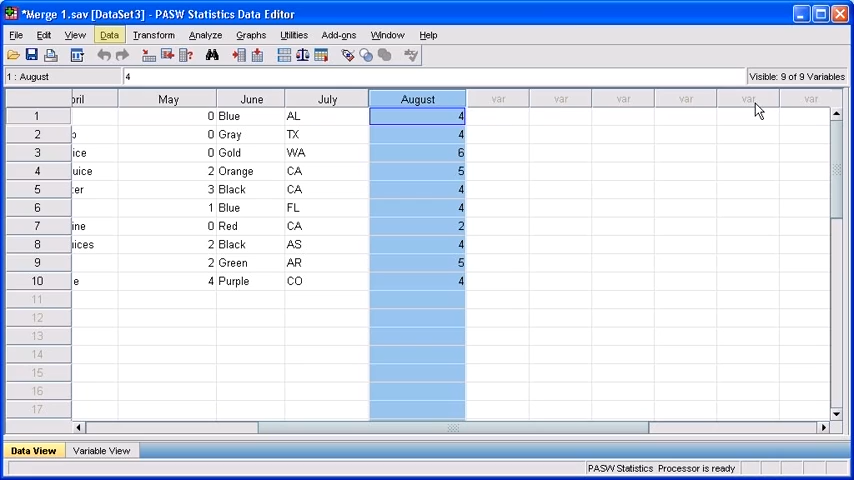 *Merge 1.sav [DataSet3] - PASW Statistics Data Editor
File Edit View Data Transform Analyze Graphs Utilities Add-ons Window Help
1 : August 4 Visible: 9 of 9 Variables
pril May June July August var var var var var var
1 0 Blue AL 4
2 o 0 Gray TX 4
3 ice 0 Gold WA 6
4 uice 2 Orange CA 5
5 ter 3 Black CA 4
6 1 Blue FL 4
7 ine 0 Red CA 2
8 uices 2 Black AS 4
9 2 Green AR 5
10 e 4 Purple CO 4
11
12
13
14
15
16
17
Data View Variable View
PASW Statistics Processor is ready